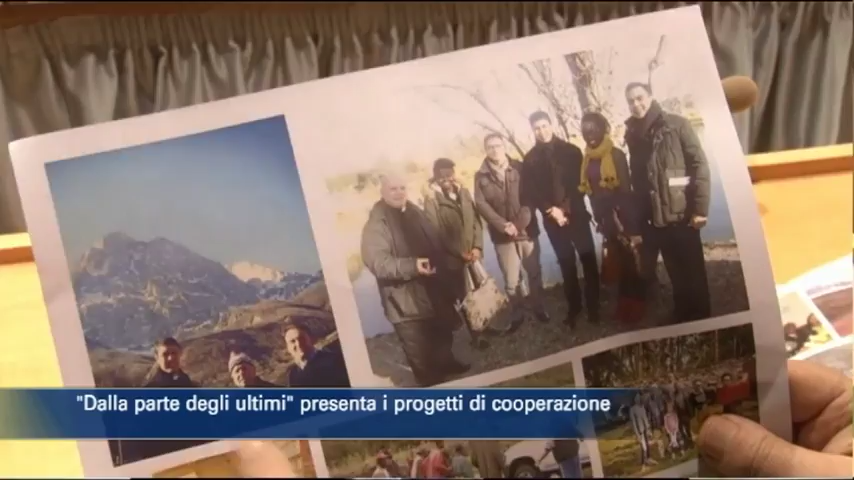 "Dalla parte degli ultimi" presenta i progetti di cooperazione